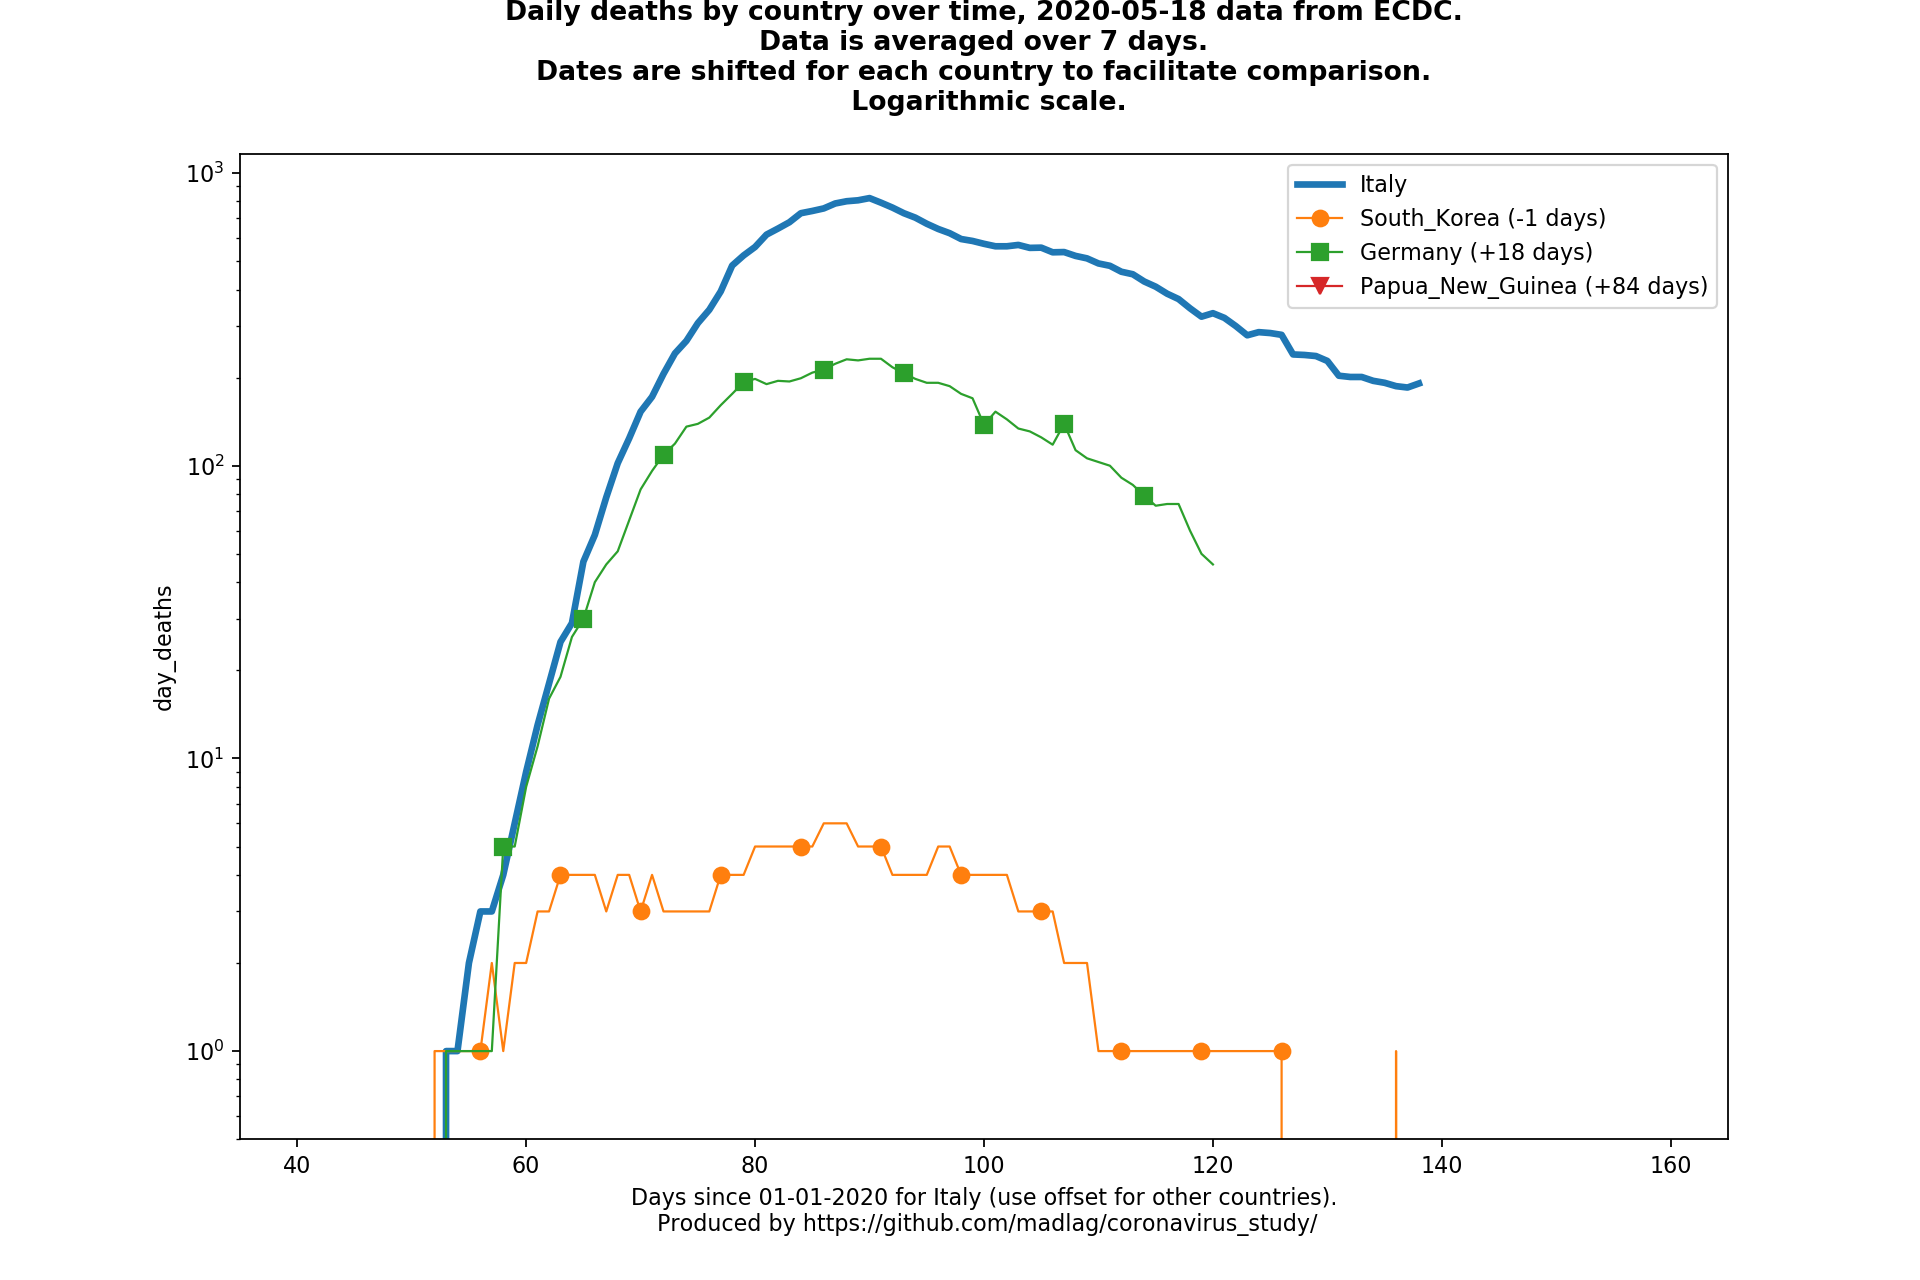 Daily deaths by country over time, 2020-05-18 data from ECDC.
Data is averaged over 7 days.
Dates are shifted for each country to facilitate comparison.
Logarithmic scale.
10³
10²
10¹
10⁰
day_deaths
Italy
South_Korea (-1 days)
Germany (+18 days)
Papua_New_Guinea (+84 days)
40 60 80 100 120 140 160
Days since 01-01-2020 for Italy (use offset for other countries).
Produced by https://github.com/madlag/coronavirus_study/